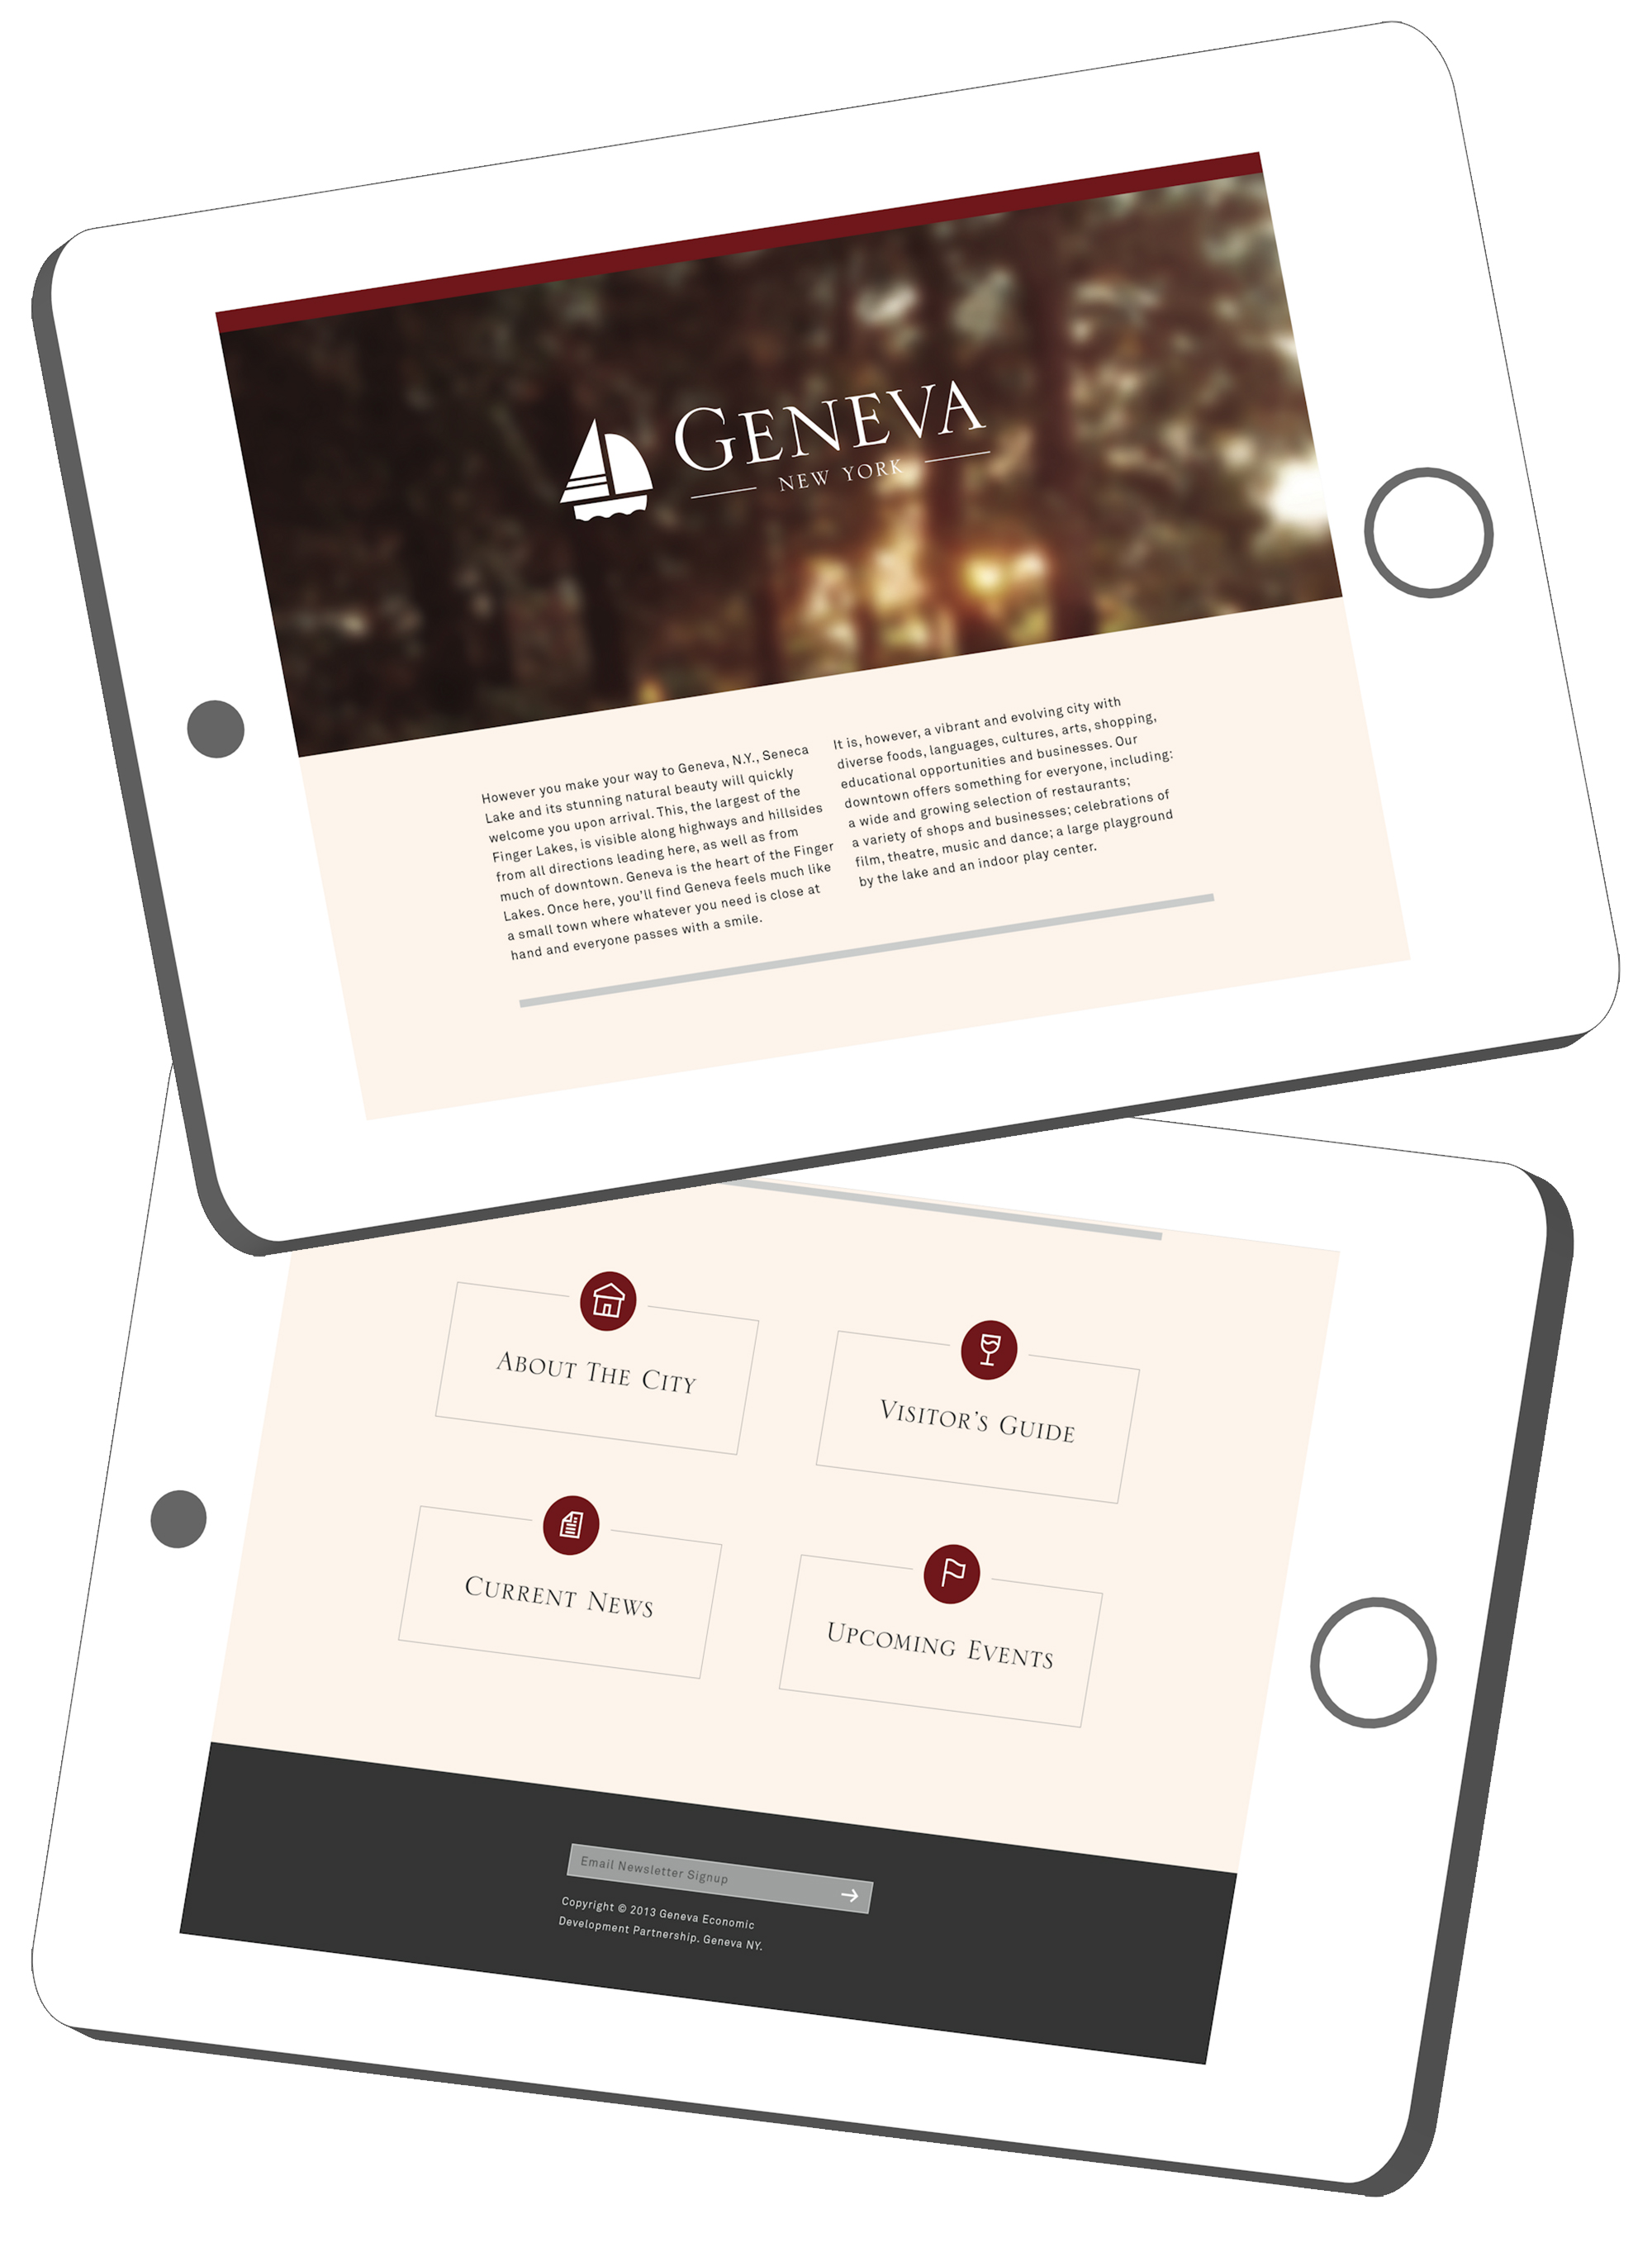 GENEVA
NEW YORK
However you make your way to Geneva, N.Y., Seneca
Lake and its stunning natural beauty will quickly
welcome you upon arrival. This, the largest of the
Finger Lakes, is visible along highways and hillsides
from all directions leading here, as well as from
much of downtown. Geneva is the heart of the Finger
Lakes. Once here, you'll find Geneva feels much like
a small town where whatever you need is close at
hand and everyone passes with a smile.
It is, however, a vibrant and evolving city with
diverse foods, languages, cultures, arts, shopping,
educational opportunities and businesses. Our
downtown offers something for everyone, including:
a wide and growing selection of restaurants;
a variety of shops and businesses; celebrations of
film, theatre, music and dance; a large playground
by the lake and an indoor play center.
About The City
Visitor's Guide
Current News
Upcoming Events
Email Newsletter Signup
Copyright © 2013 Geneva Economic
Development Partnership. Geneva NY.